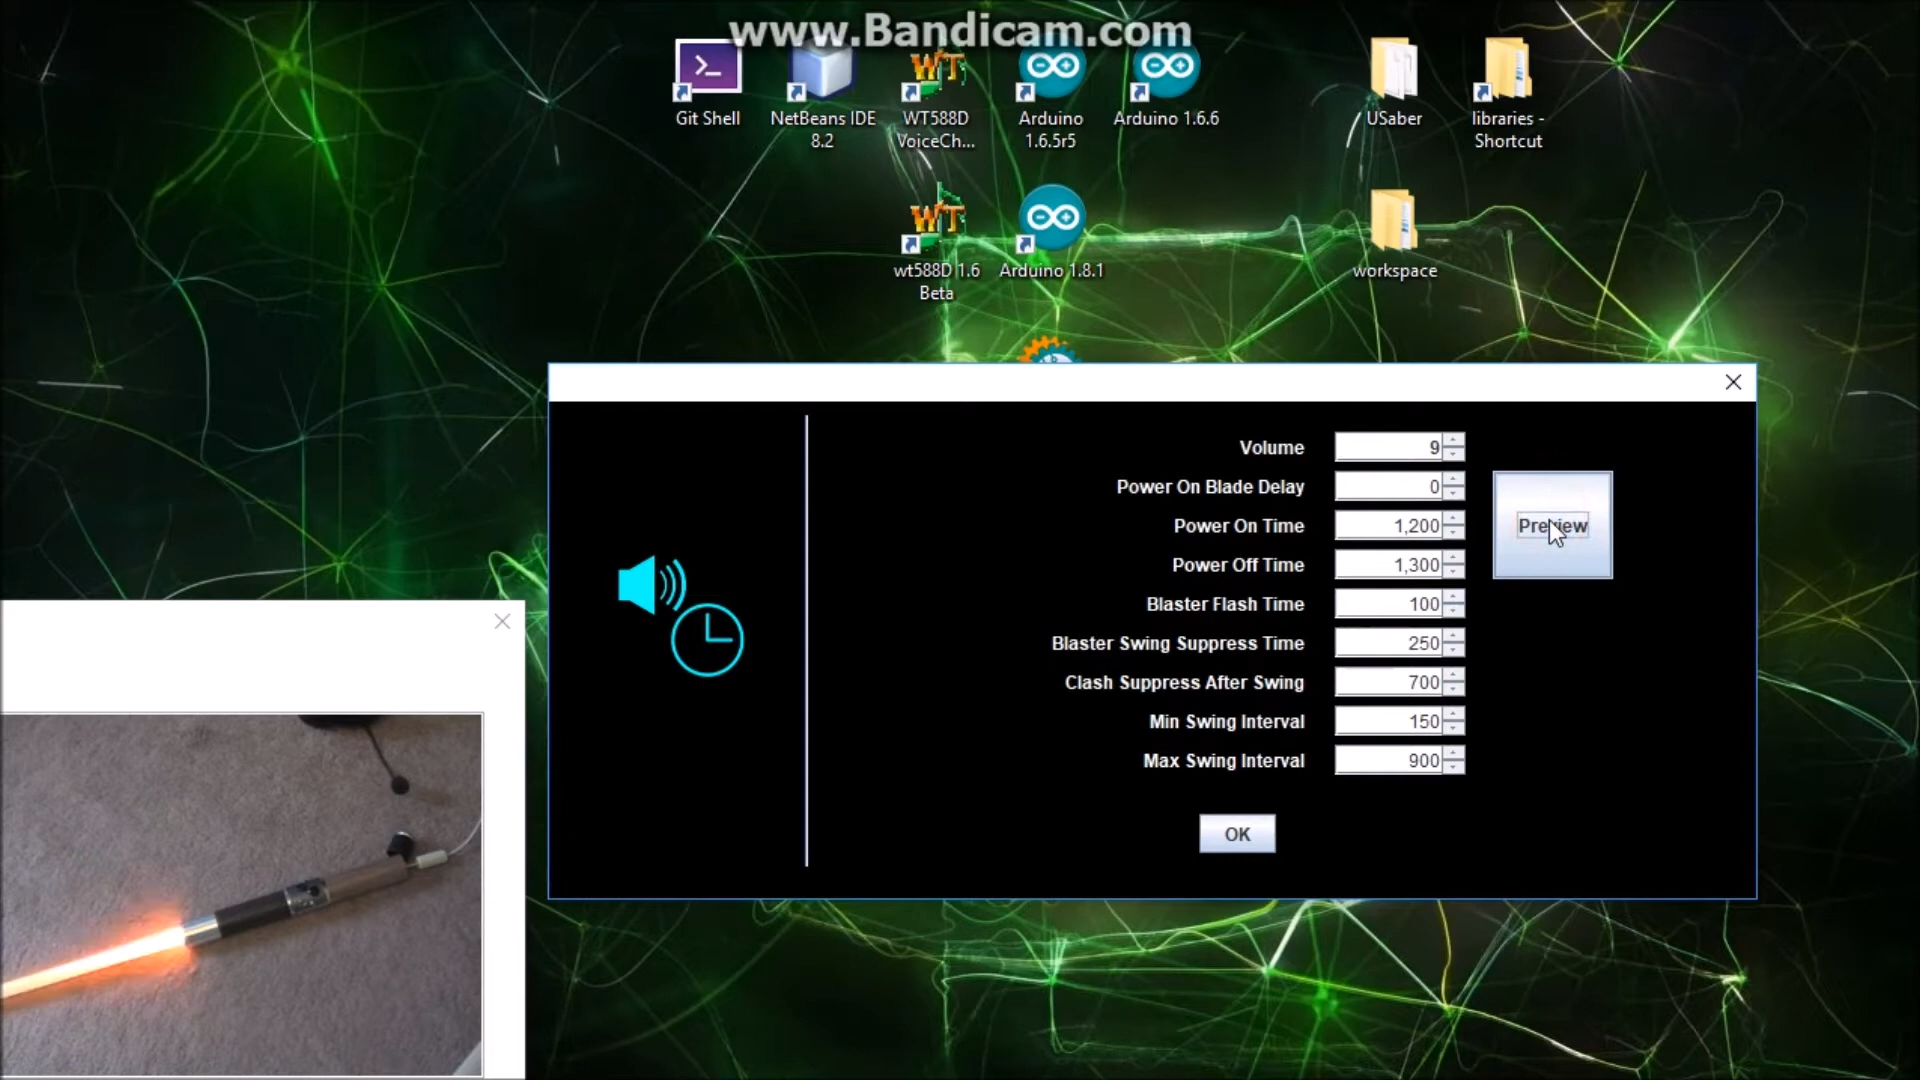 www.Bandicam.com
Git Shell
NetBeans IDE
8.2
WT588D
VoiceCh...
Arduino
1.6.5r5
Arduino 1.6.6
USaber
libraries -
Shortcut
wt588D 1.6
Beta
Arduino 1.8.1
workspace
Volume 9
Power On Blade Delay 0
Power On Time 1,200
Preview
Power Off Time 1,300
Blaster Flash Time 100
Blaster Swing Suppress Time 250
Clash Suppress After Swing 700
Min Swing Interval 150
Max Swing Interval 900
OK